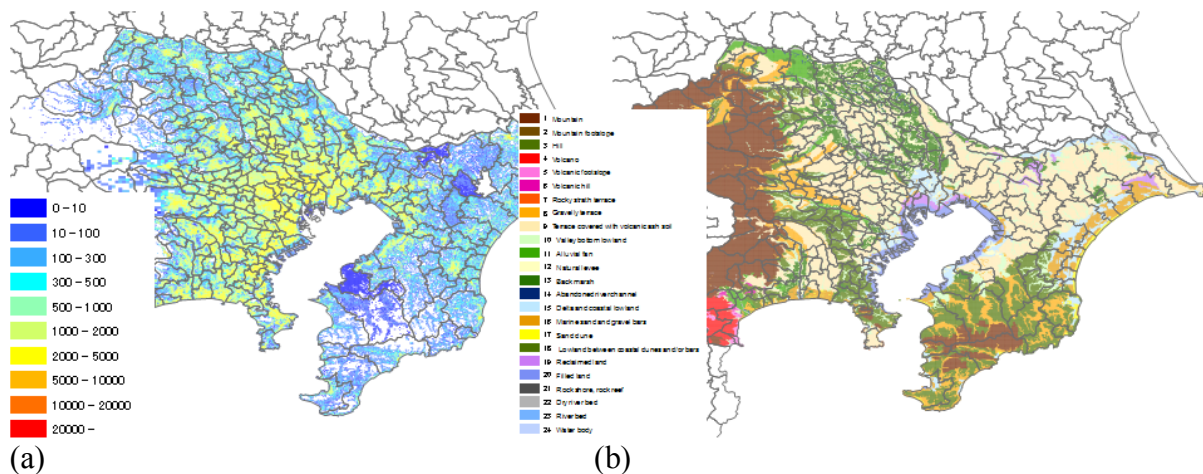 0 - 10
10 - 100
100 - 300
300 - 500
500 - 1000
1000 - 2000
2000 - 5000
5000 - 10000
10000 - 20000
20000 -
(a)
1 Mountain
2 Mountain footslope
3 Hill
4 Volcano
5 Volcanic footslope
6 Volcanic hill
7 Rocky strath terrace
8 Gravelly terrace
9 Terrace covered with volcanic ash soil
10 Valley bottom lowland
11 Alluvial fan
12 Natural levee
13 Back marsh
14 Abandoned river channel
15 Delta and coastal lowland
16 Marine sand and gravel bars
17 Sand dune
18 Lowland between coastal dunes and/or bars
19 Reclaimed land
20 Filled land
21 Rock shore, rock reef
22 Dry river bed
23 River bed
24 Water body
(b)